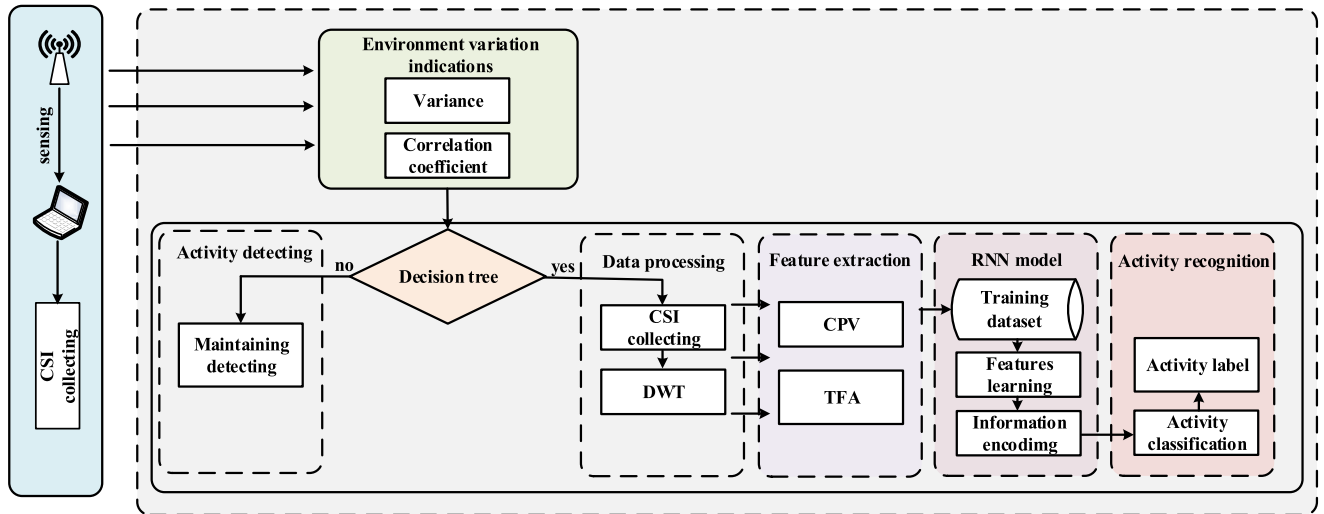 sensing
CSI
collecting
Environment variation
indications
Variance
Correlation
coefficient
Activity detecting
no
Decision tree
yes
Maintaining
detecting
Data processing
CSI
collecting
DWT
Feature extraction
CPV
TFA
RNN model
Training
dataset
Features
learning
Information
encodimg
Activity recognition
Activity label
Activity
classification